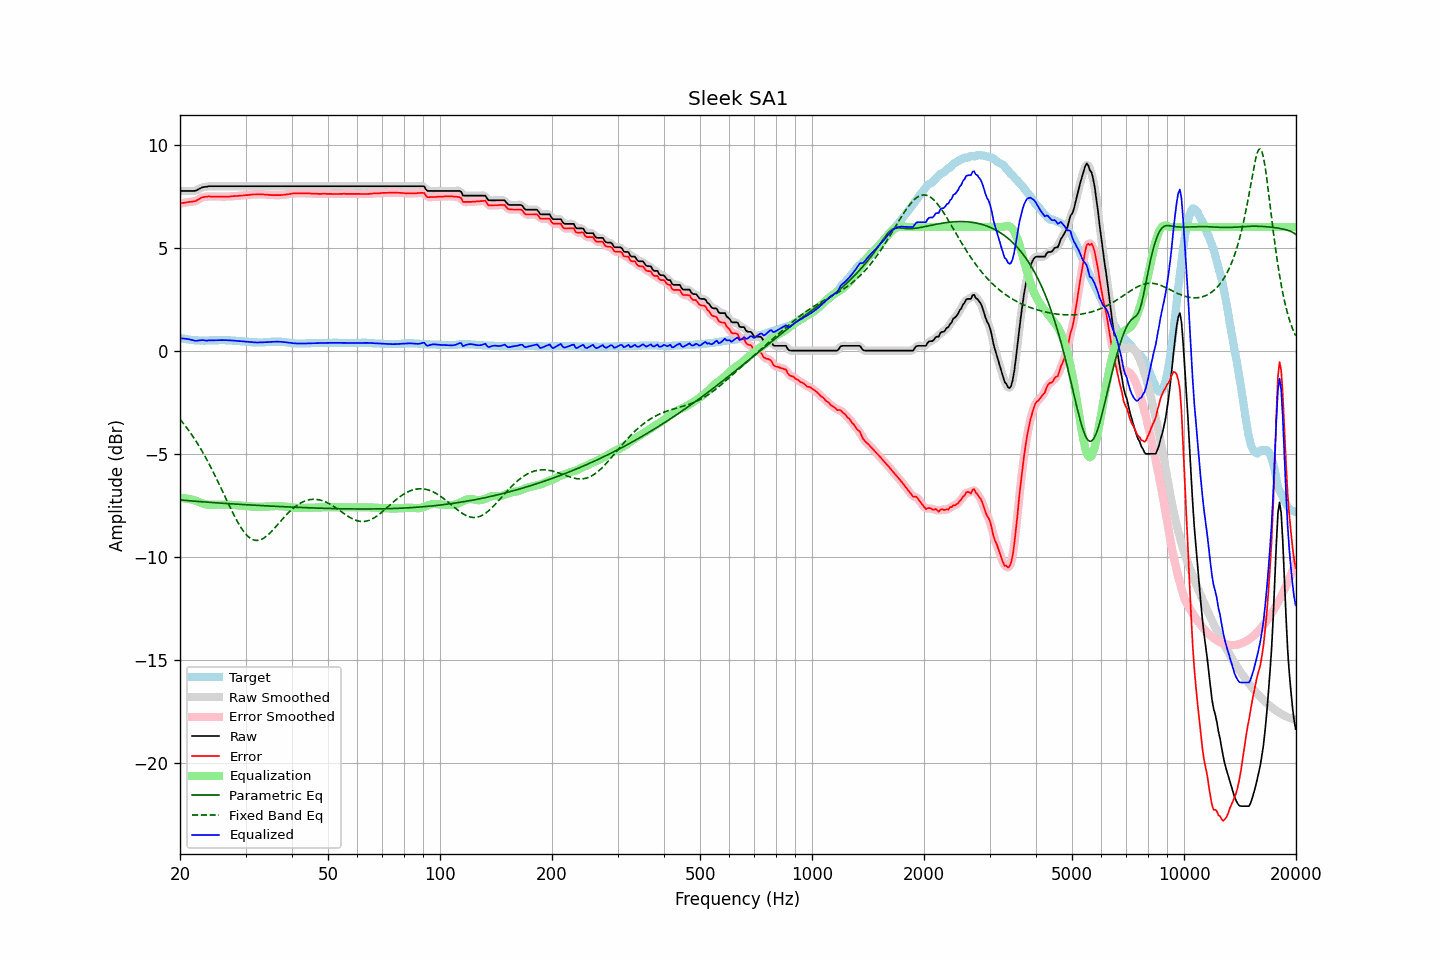 Sleek SA1
Amplitude (dBr)
10
5
0
−5
−10
−15
−20
Target
Raw Smoothed
Error Smoothed
Raw
Error
Equalization
Parametric Eq
Fixed Band Eq
Equalized
20 50 100 200 500 1000 2000 5000 10000 20000
Frequency (Hz)